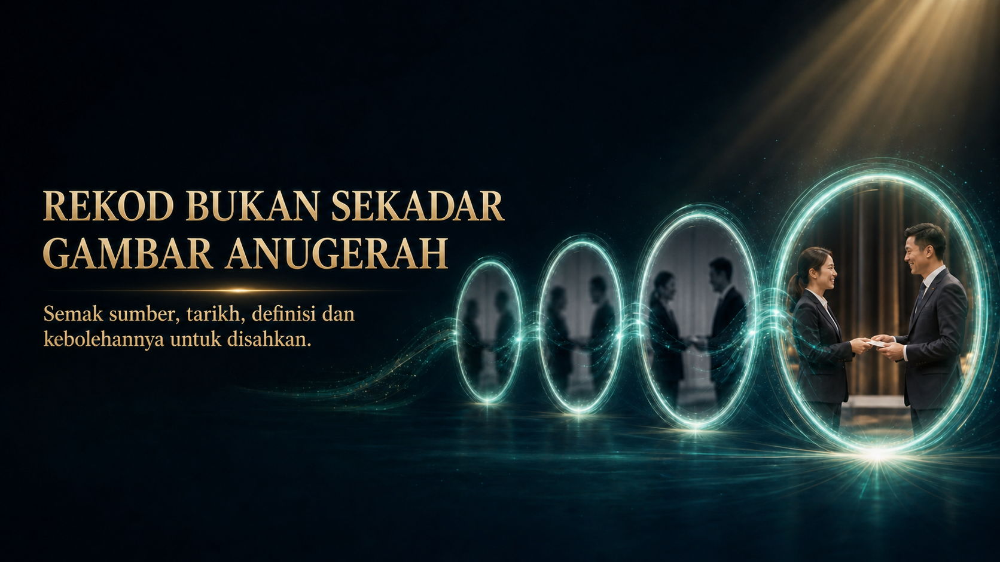 REKOD BUKAN SEKADAR
GAMBAR ANUGERAH
Semak sumber, tarikh, definisi dan
kebolehannya untuk disahkan.